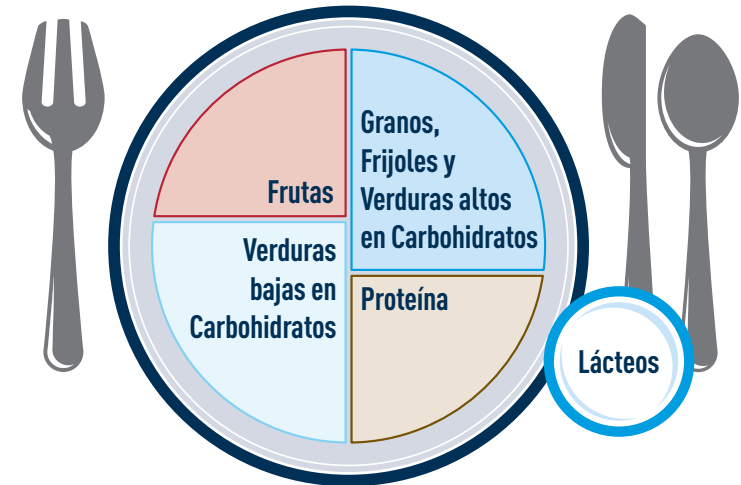 Frutas
Granos,
Frijoles y
Verduras altos
en Carbohidratos
Verduras
bajas en
Carbohidratos
Proteína
Lácteos